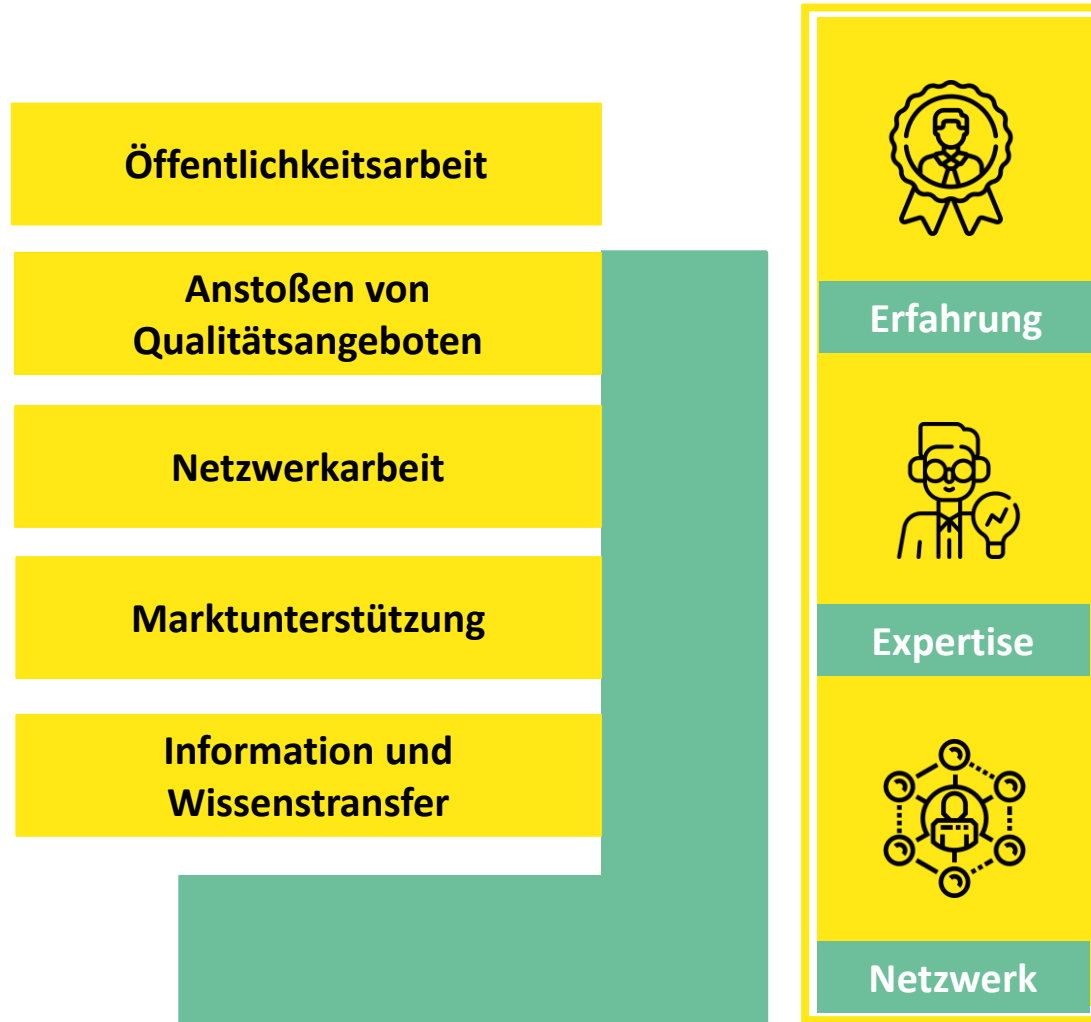 Öffentlichkeitsarbeit
Anstoßen von
Qualitätsangeboten
Netzwerkarbeit
Marktunterstützung
Information und
Wissenstransfer
Erfahrung
Expertise
Netzwerk